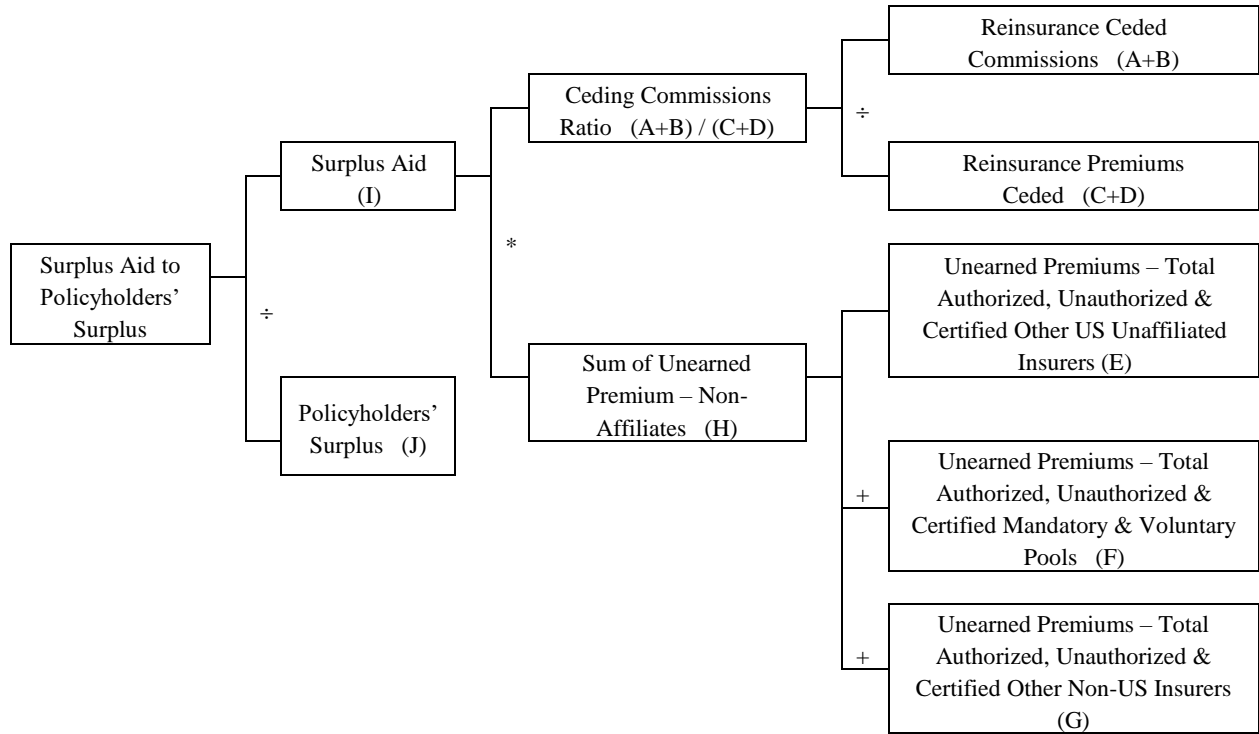 Surplus Aid to
Policyholders’
Surplus
÷
Surplus Aid
(I)
Policyholders’
Surplus (J)
*
Ceding Commissions
Ratio (A+B) / (C+D)
Sum of Unearned
Premium – Non-
Affiliates (H)
÷
Reinsurance Ceded
Commissions (A+B)
Reinsurance Premiums
Ceded (C+D)
Unearned Premiums – Total
Authorized, Unauthorized &
Certified Other US Unaffiliated
Insurers (E)
+
Unearned Premiums – Total
Authorized, Unauthorized &
Certified Mandatory & Voluntary
Pools (F)
+
Unearned Premiums – Total
Authorized, Unauthorized &
Certified Other Non-US Insurers
(G)